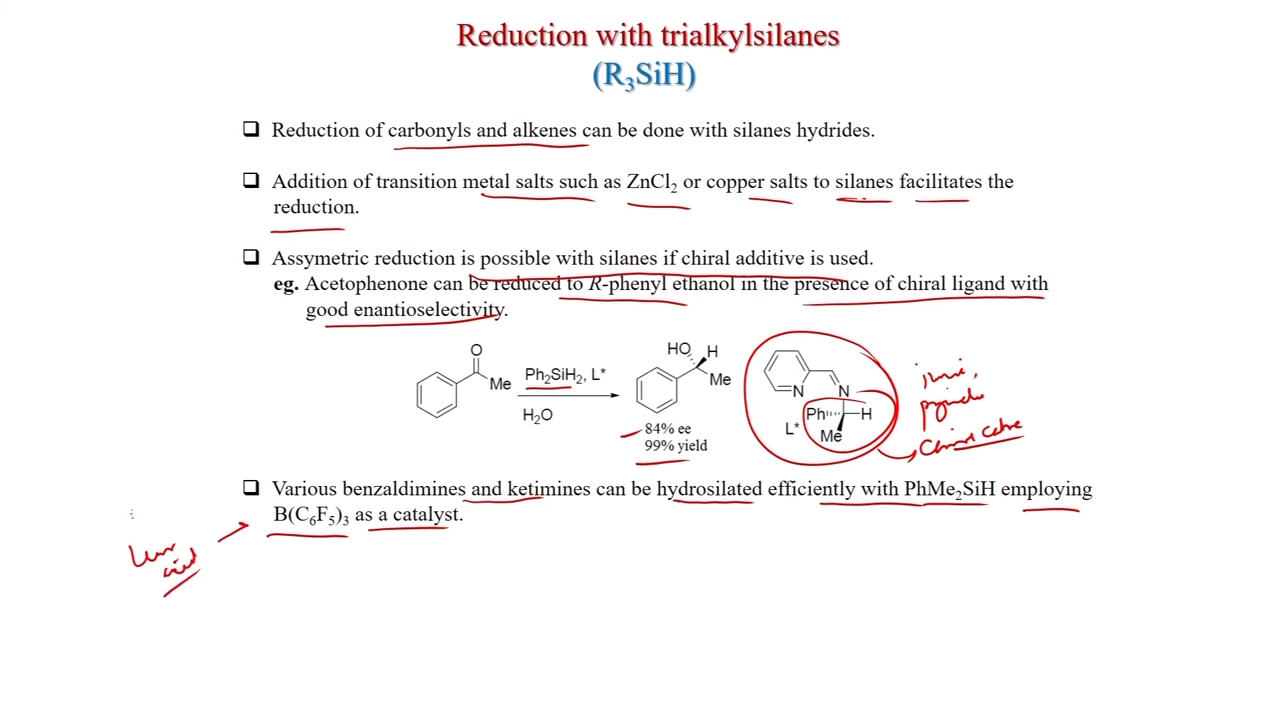 Reduction with trialkylsilanes
(R₃SiH)
❑ Reduction of carbonyls and alkenes can be done with silanes hydrides.
❑ Addition of transition metal salts such as ZnCl₂ or copper salts to silanes facilitates the
reduction.
❑ Assymetric reduction is possible with silanes if chiral additive is used.
eg. Acetophenone can be reduced to R-phenyl ethanol in the presence of chiral ligand with
good enantioselectivity.
O
Me
Ph₂SiH₂, L*
H₂O
HO H
Me
84% ee
99% yield
N
N
Ph H
Me
L*
imine,
Chiral Centre
❑ Various benzaldimines and ketimines can be hydrosilated efficiently with PhMe₂SiH employing
B(C₆F₅)₃ as a catalyst.
Lewis
acid